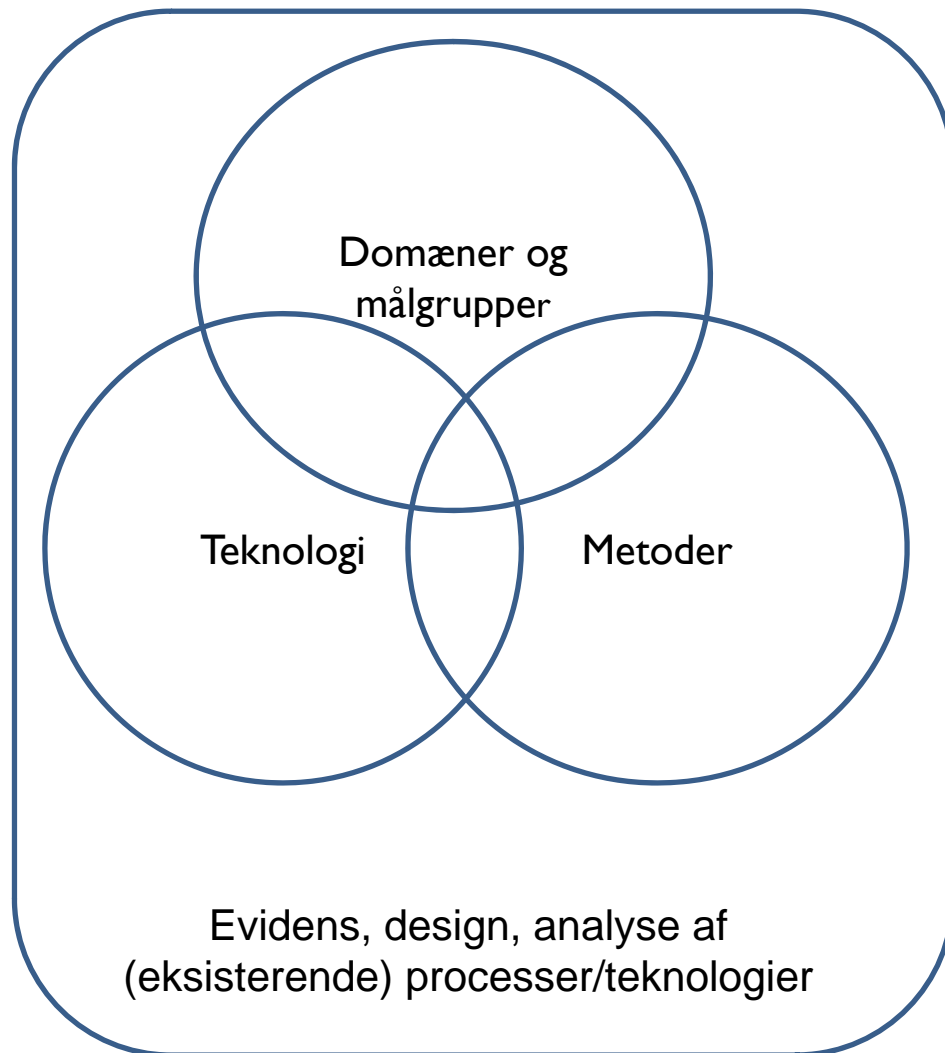 Domæner og
målgrupper
Teknologi
Metoder
Evidens, design, analyse af
(eksisterende) processer/teknologier